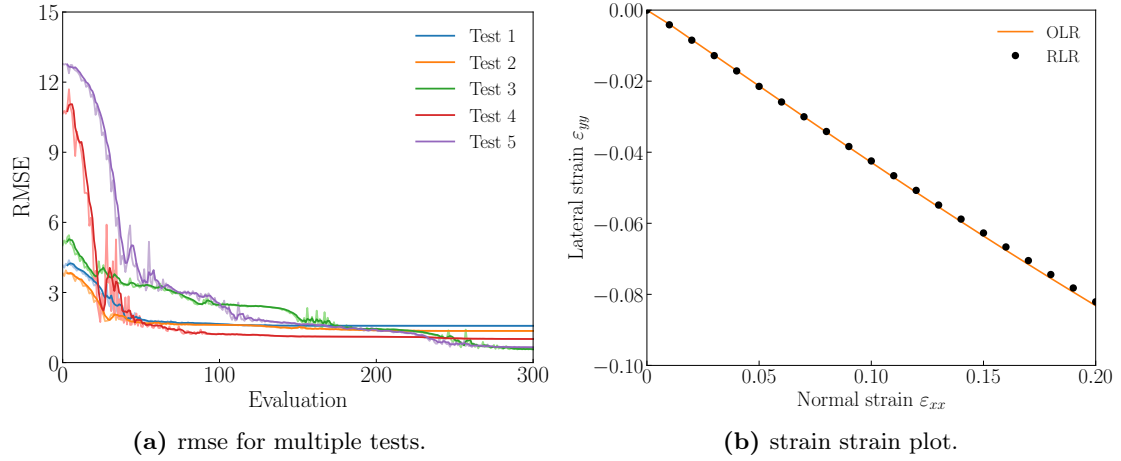 15
12
9
6
3
0
RMSE
Test 1
Test 2
Test 3
Test 4
Test 5
0
100
200
300
Evaluation
(a) rmse for multiple tests.
0.00
−0.02
−0.04
−0.06
−0.08
−0.10
Lateral strain εyy
OLR
RLR
0
0.05
0.10
0.15
0.20
Normal strain εxx
(b) strain strain plot.